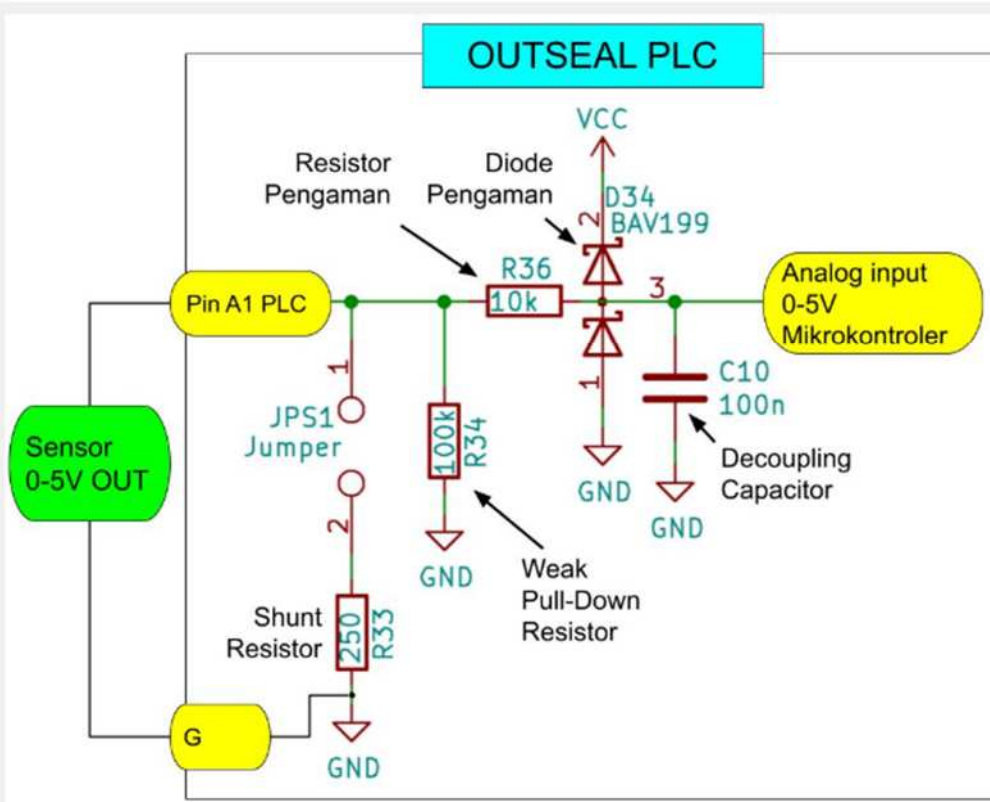 OUTSEAL PLC
VCC
Resistor
Pengaman
Diode
Pengaman
D34
BAV199
2
R36
10k
3
1
Pin A1 PLC
Analog input
0-5V
Mikrokontroler
1
JPS1
Jumper
2
100k
R34
GND
C10
100n
Decoupling
Capacitor
GND
GND
Sensor
0-5V OUT
Weak
Pull-Down
Resistor
Shunt
Resistor
250
R33
G
GND